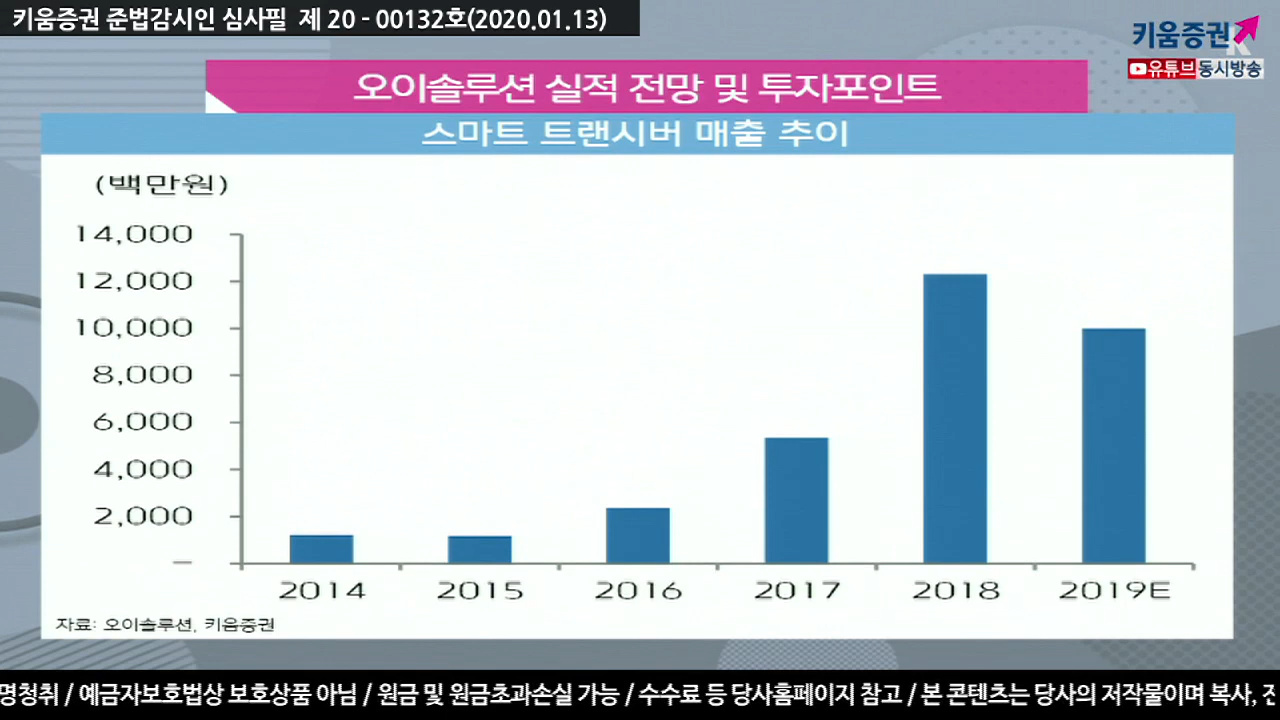 키움증권 준법감시인 심사필 제 20 - 00132호(2020.01.13)
키움증권
유튜브동시방송
오이솔루션 실적 전망 및 투자포인트
스마트 트랜시버 매출 추이
(백만원)
14,000
12,000
10,000
8,000
6,000
4,000
2,000
–
2014 2015 2016 2017 2018 2019E
자료: 오이솔루션, 키움증권
명청취 / 예금자보호법상 보호상품 아님 / 원금 및 원금초과손실 가능 / 수수료 등 당사홈페이지 참고 / 본 콘텐츠는 당사의 저작물이며 복사,